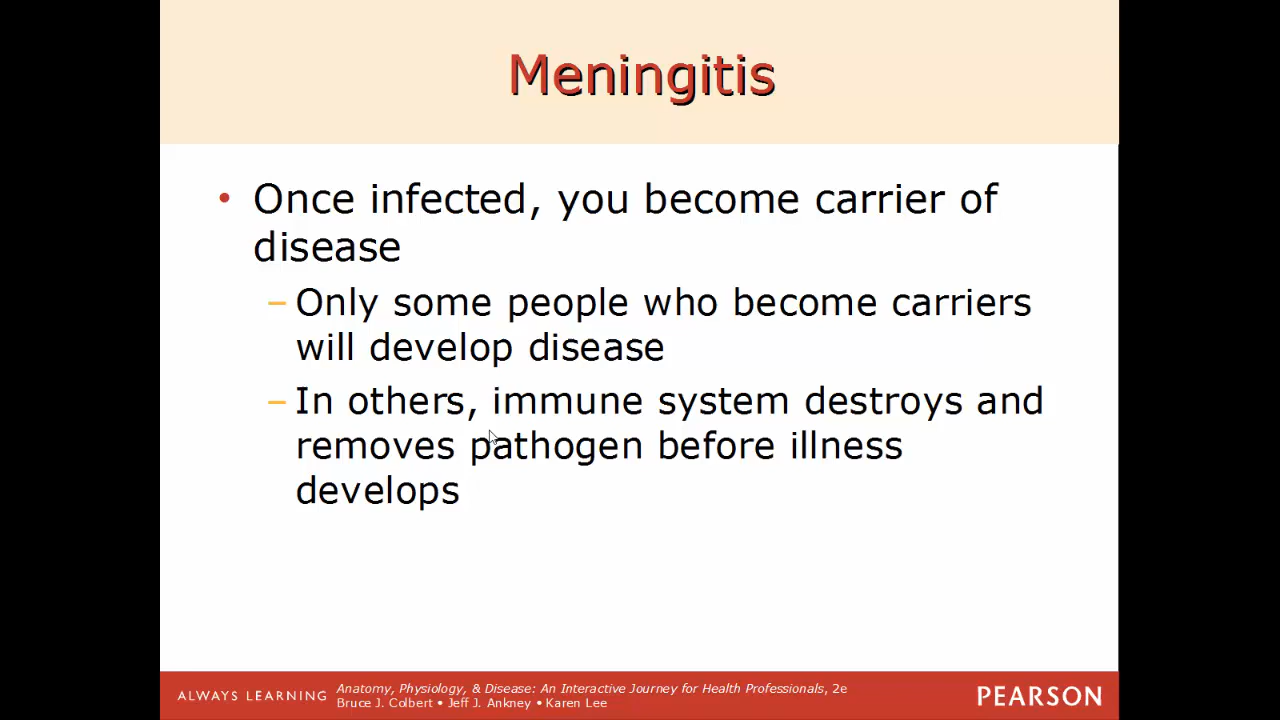 Meningitis
• Once infected, you become carrier of
disease
– Only some people who become carriers
will develop disease
– In others, immune system destroys and
removes pathogen before illness
develops
ALWAYS LEARNING
Anatomy, Physiology, & Disease: An Interactive Journey for Health Professionals, 2e
Bruce J. Colbert • Jeff J. Ankney • Karen Lee
PEARSON